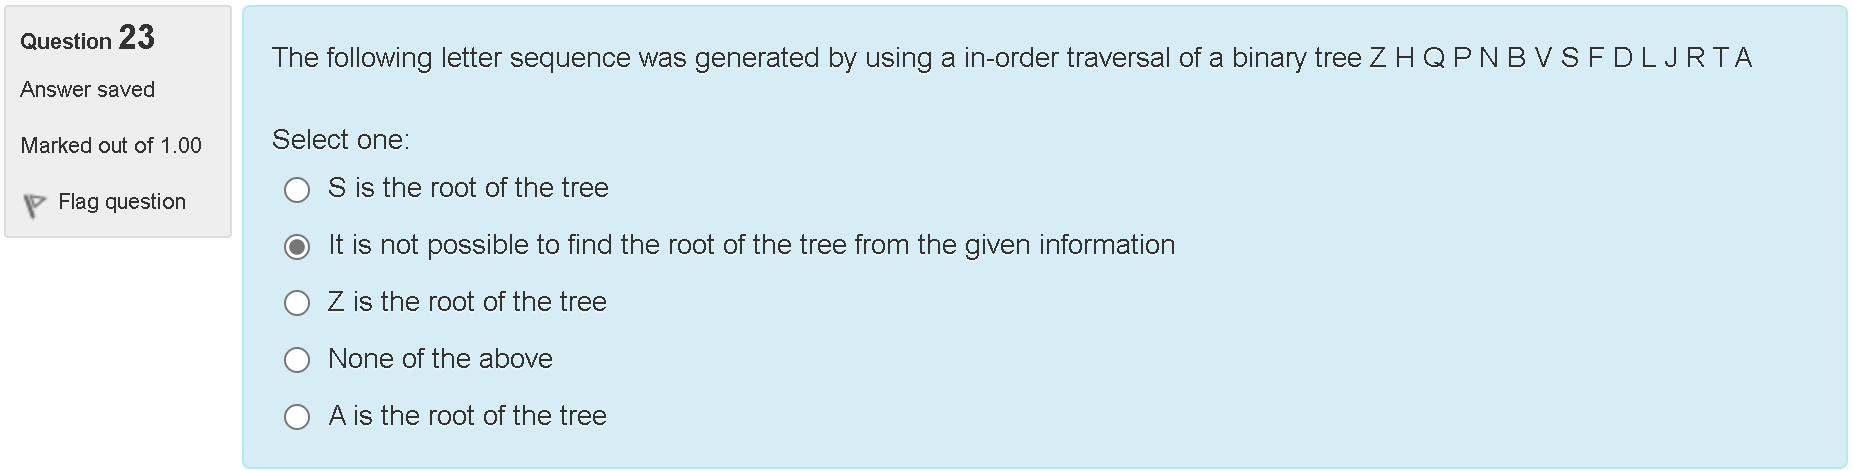 Question 23
Answer saved
Marked out of 1.00
Flag question
The following letter sequence was generated by using a in-order traversal of a binary tree Z H Q P N B V S F D L J R T A
Select one:
S is the root of the tree
It is not possible to find the root of the tree from the given information
Z is the root of the tree
None of the above
A is the root of the tree